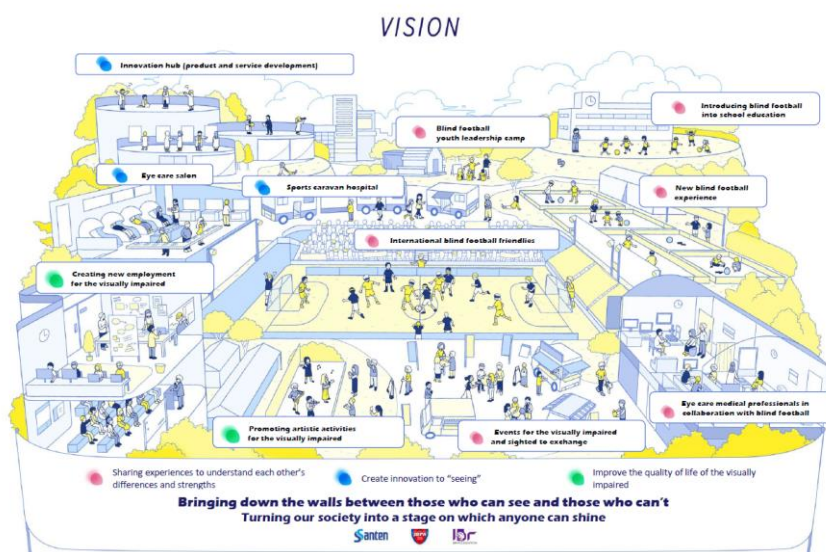 VISION
Innovation hub (product and service development)
Blind football
youth leadership camp
Introducing blind football
into school education
Eye care salon
Sports caravan hospital
New blind football
experience
International blind football friendlies
Creating new employment
for the visually impaired
Promoting artistic activities
for the visually impaired
Events for the visually impaired
and sighted to exchange
Eye care medical professionals in
collaboration with blind football
Sharing experiences to understand each other's
differences and strengths
Create innovation to "seeing"
Improve the quality of life of the visually
impaired
Bringing down the walls between those who can see and those who can't
Turning our society into a stage on which anyone can shine
Santen